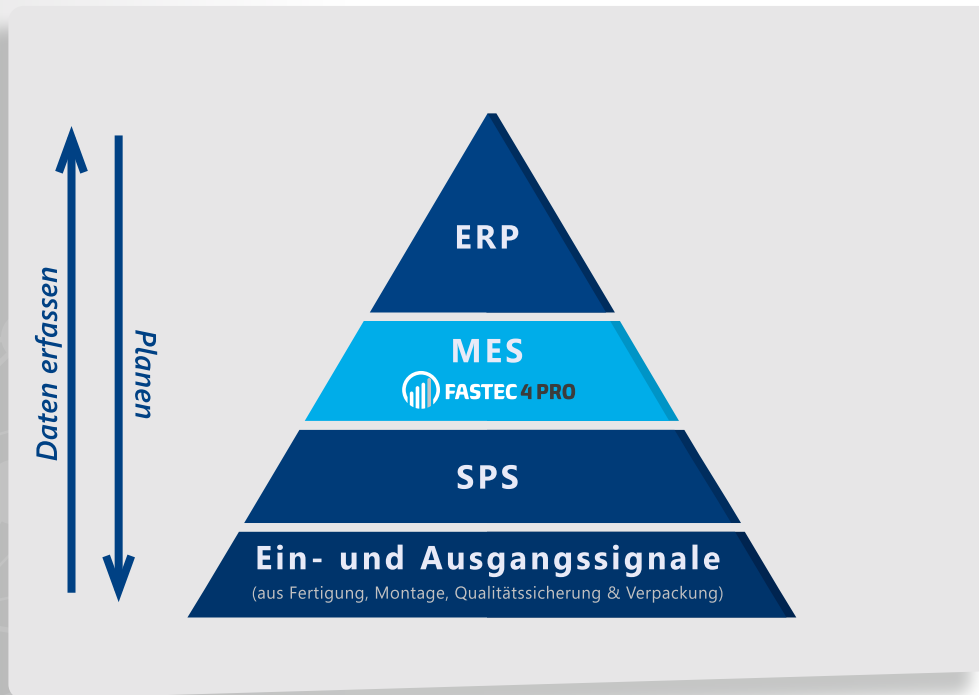 Daten erfassen
Planen
ERP
MES
FASTEC 4 PRO
SPS
Ein- und Ausgangssignale
(aus Fertigung, Montage, Qualitätssicherung & Verpackung)